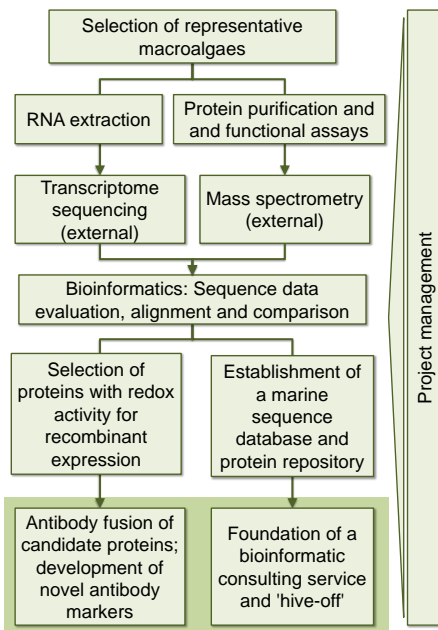 Selection of representative
macroalgaes
RNA extraction
Protein purification and
and functional assays
Transcriptome
sequencing
(external)
Mass spectrometry
(external)
Bioinformatics: Sequence data
evaluation, alignment and comparison
Selection of
proteins with redox
activity for
recombinant
expression
Establishment of
a marine
sequence
database and
protein repository
Antibody fusion of
candidate proteins;
development of
novel antibody
markers
Foundation of a
bioinformatic
consulting service
and 'hive-off'
Project management